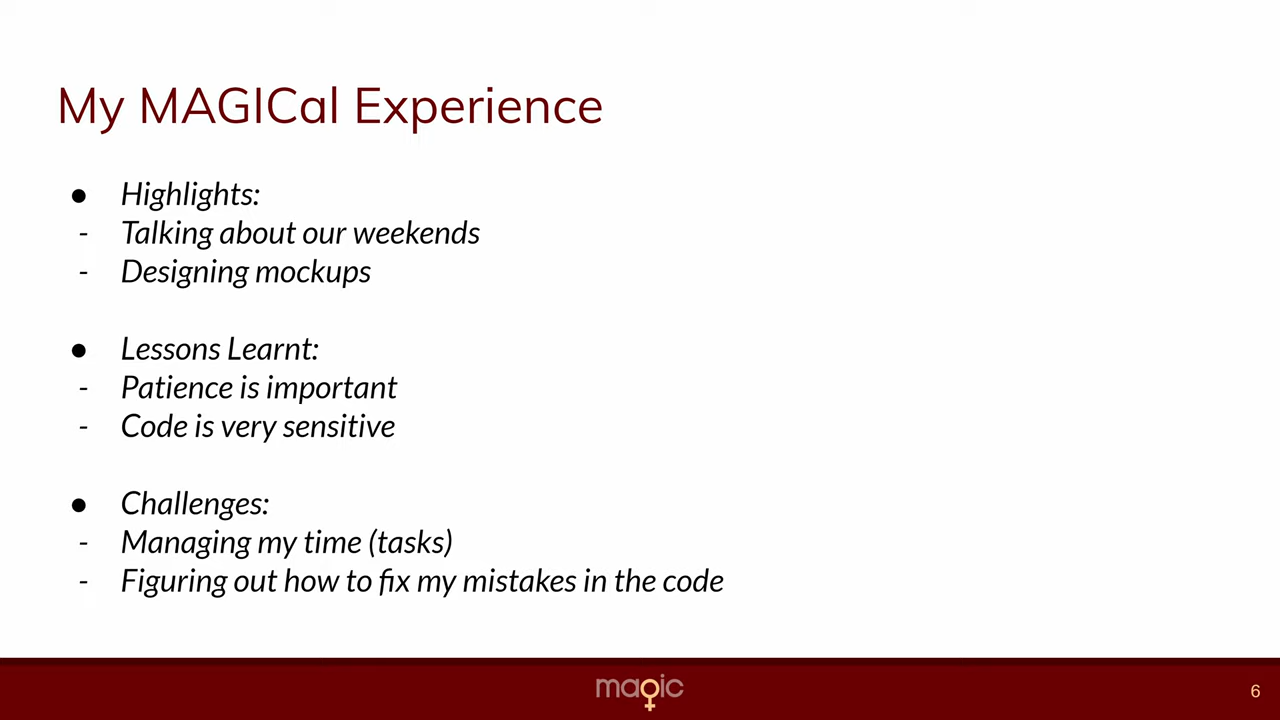 My MAGICal Experience
● Highlights:
- Talking about our weekends
- Designing mockups
● Lessons Learnt:
- Patience is important
- Code is very sensitive
● Challenges:
- Managing my time (tasks)
- Figuring out how to fix my mistakes in the code
magic
6